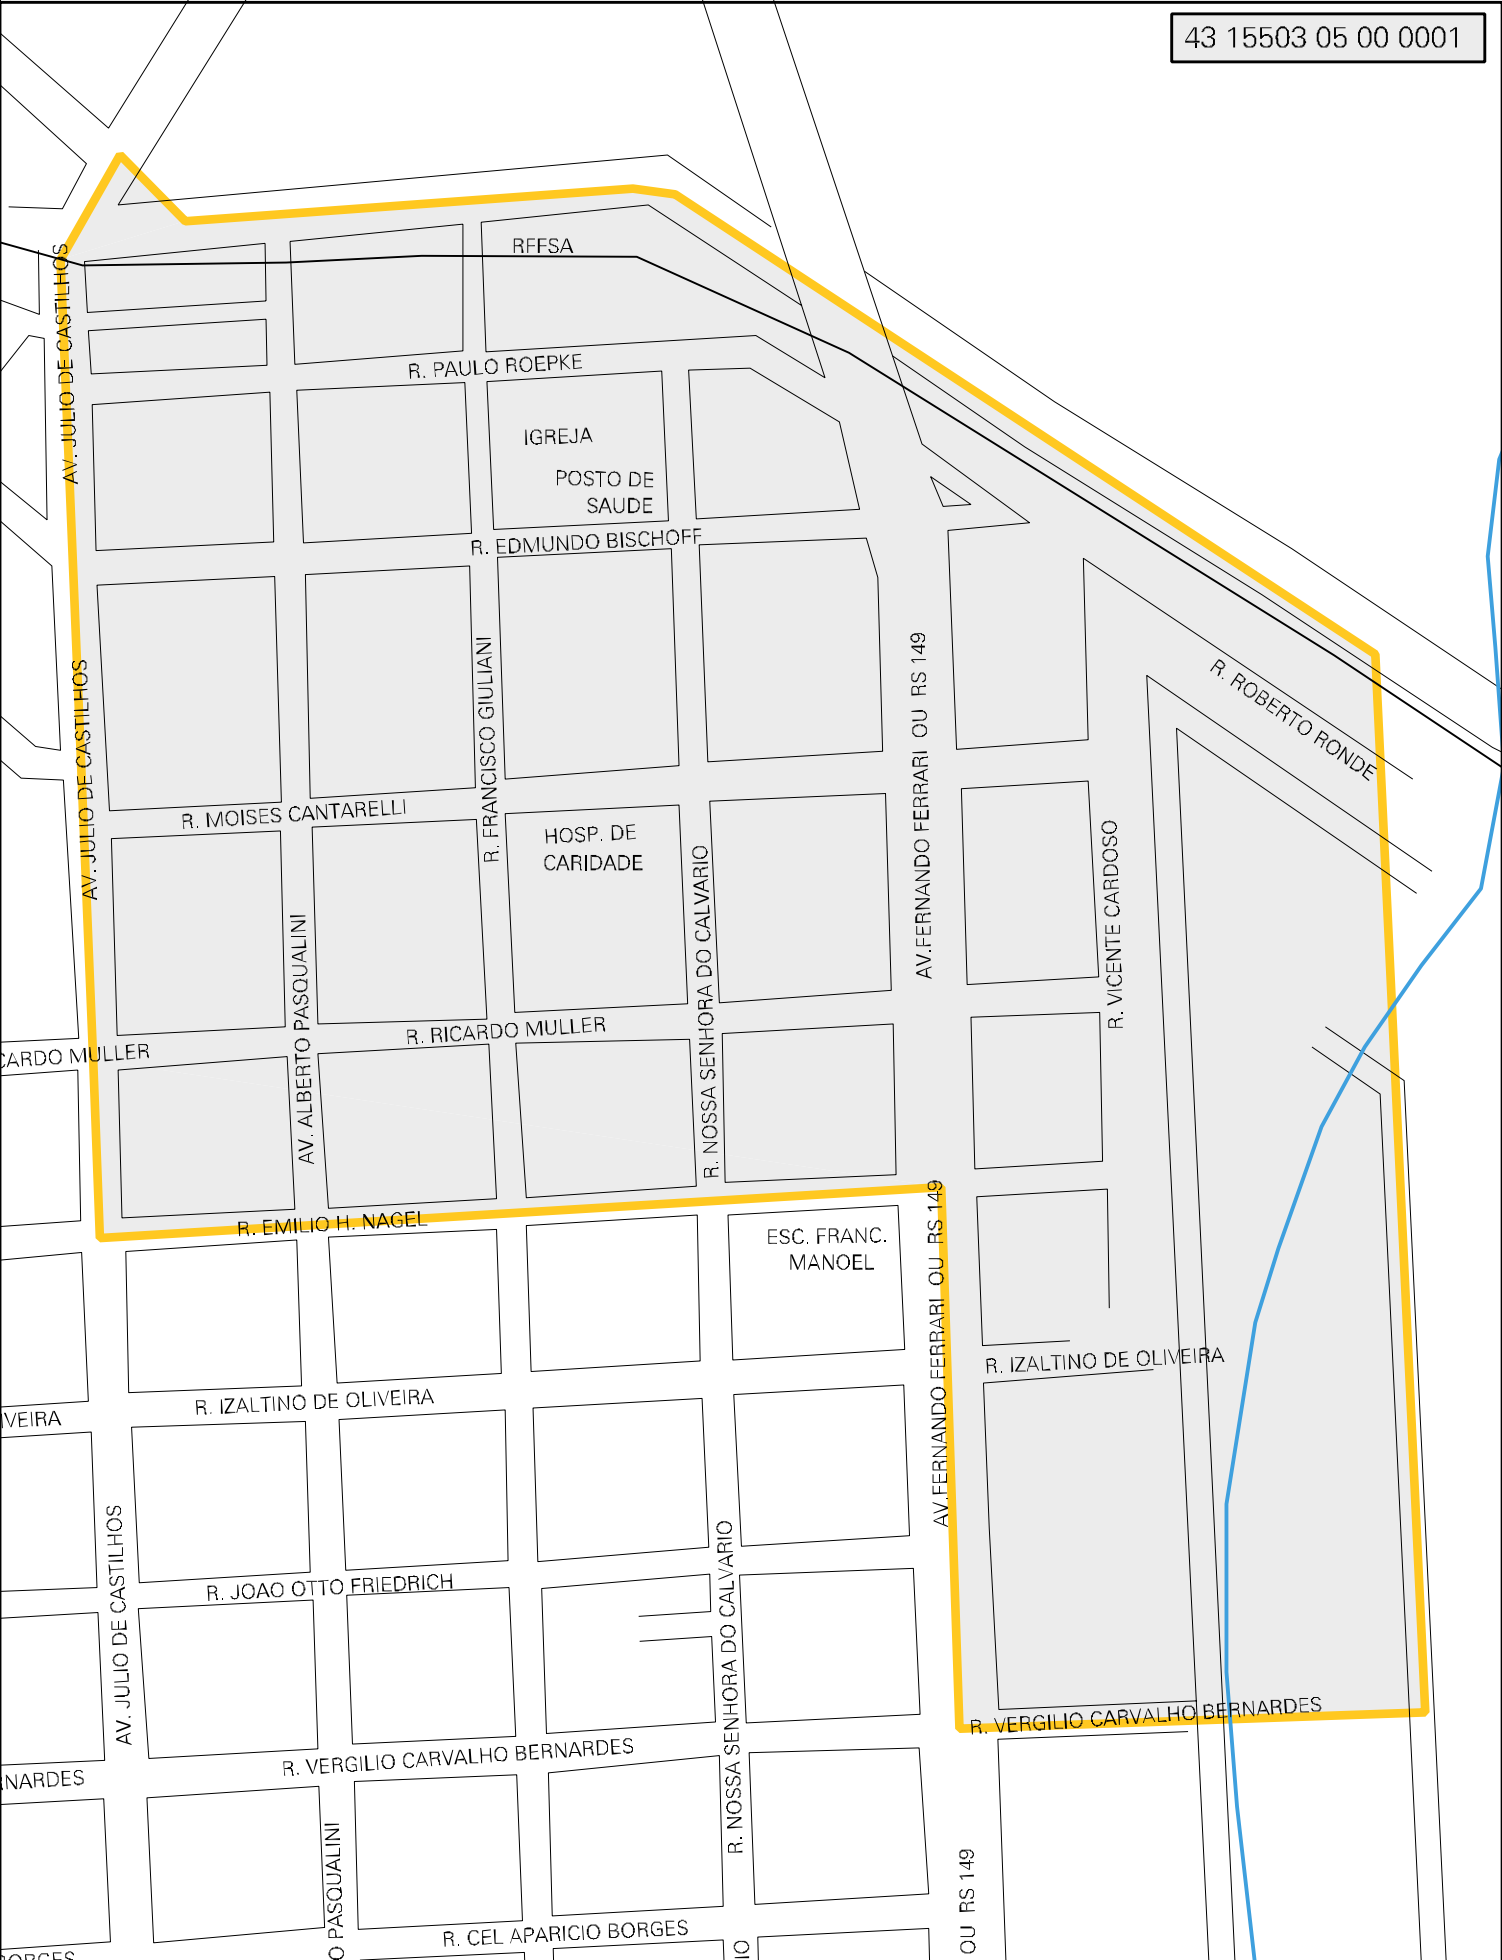 43 15503 05 00 0001
RFFSA
AV. JULIO DE CASTILHOS
R. PAULO ROEPKE
IGREJA
POSTO DE
SAUDE
R. EDMUNDO BISCHOFF
AV. JULIO DE CASTILHOS
R. FRANCISCO GIULIANI
AV.FERNANDO FERRARI OU RS 149
R. ROBERTO RONDE
R. MOISES CANTARELLI
HOSP. DE
CARIDADE
R. VICENTE CARDOSO
AV. ALBERTO PASQUALINI
R. NOSSA SENHORA DO CALVARIO
R. RICARDO MULLER
CARDO MULLER
R. EMILIO H. NAGEL
ESC. FRANC.
MANOEL
AV.FERNANDO FERRARI OU RS 149
R. IZALTINO DE OLIVEIRA
R. IZALTINO DE OLIVEIRA
IVEIRA
AV. JULIO DE CASTILHOS
R. JOAO OTTO FRIEDRICH
R. NOSSA SENHORA DO CALVARIO
R. VERGILIO CARVALHO BERNARDES
R. VERGILIO CARVALHO BERNARDES
RNARDES
O PASQUALINI
OU RS 149
R. CEL APARICIO BORGES
IO
BORGES